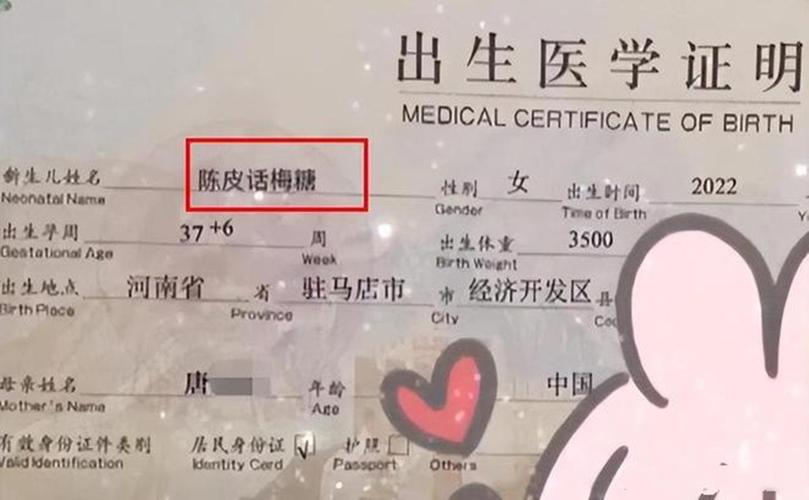 出生医学证明
MEDICAL CERTIFICATE OF BIRTH
新生儿姓名 陈皮话梅糖 性别 女 出生时间 2022
Neonatal Name Gender Time of Birth
出生孕周 37+6 周 出生体重 3500
Gestational Age Week Birth Weight
出生地点 河南省 省 驻马店市 市 经济开发区 县
Birth Place Province City
母亲姓名 唐 年龄 中国
Mother's Name Age
有效身份证件类别 居民身份证 护照
Valid Identification Identity Card Passport Others